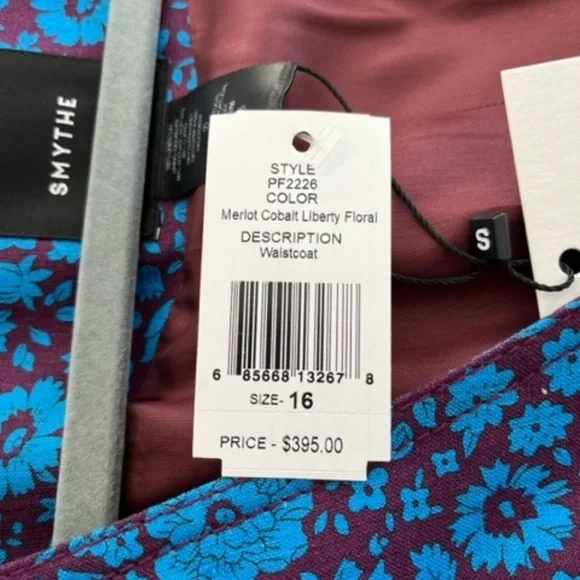 SMYTHE
STYLE
PF2226
COLOR
Merlot Cobalt Liberty Floral
DESCRIPTION
Waistcoat
6 85668 13267 8
SIZE- 16
PRICE - $395.00
S